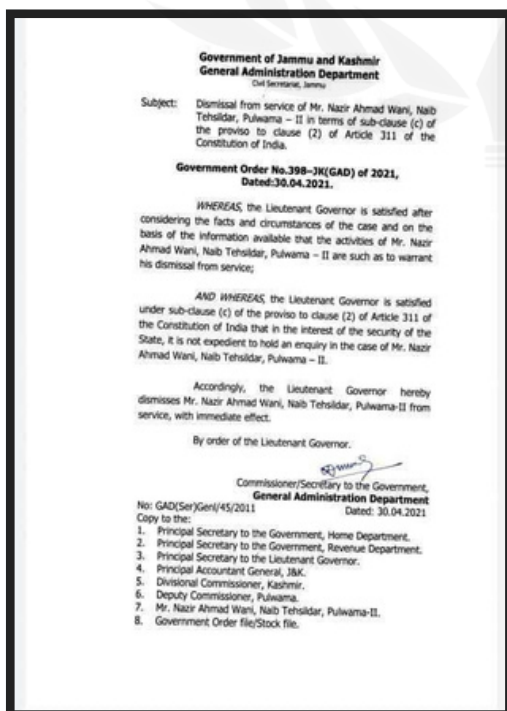 Government of Jammu and Kashmir
General Administration Department
Civil Secretariat, Jammu
Subject: Dismissal from service of Mr. Nazir Ahmad Wani, Naib
Tehsildar, Pulwama – II in terms of sub-clause (c) of
the proviso to clause (2) of Article 311 of the
Constitution of India.
Government Order No.398–JK(GAD) of 2021,
Dated:30.04.2021.
WHEREAS, the Lieutenant Governor is satisfied after
considering the facts and circumstances of the case and on the
basis of the information available that the activities of Mr. Nazir
Ahmad Wani, Naib Tehsildar, Pulwama – II are such as to warrant
his dismissal from service;
AND WHEREAS, the Lieutenant Governor is satisfied
under sub-clause (c) of the proviso to clause (2) of Article 311 of
the Constitution of India that in the interest of the security of the
State, it is not expedient to hold an enquiry in the case of Mr. Nazir
Ahmad Wani, Naib Tehsildar, Pulwama – II.
Accordingly, the Lieutenant Governor hereby
dismisses Mr. Nazir Ahmad Wani, Naib Tehsildar, Pulwama-II from
service, with immediate effect.
By order of the Lieutenant Governor.
Commissioner/Secretary to the Government,
General Administration Department
No: GAD(Ser)Genl/45/2011 Dated: 30.04.2021
Copy to the:
1. Principal Secretary to the Government, Home Department.
2. Principal Secretary to the Government, Revenue Department.
3. Principal Secretary to the Lieutenant Governor.
4. Principal Accountant General, J&K.
5. Divisional Commissioner, Kashmir.
6. Deputy Commissioner, Pulwama.
7. Mr. Nazir Ahmad Wani, Naib Tehsildar, Pulwama-II.
8. Government Order file/Stock file.